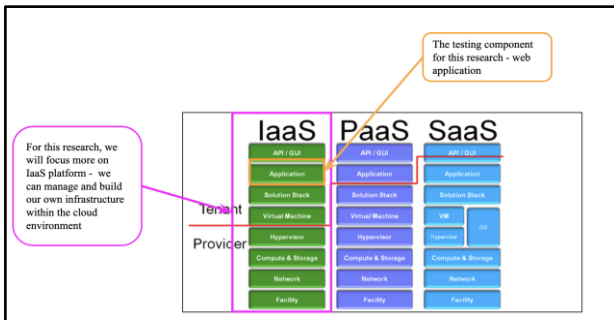 The testing component
for this research - web
application
For this research, we
will focus more on
IaaS platform - we
can manage and build
our own infrastructure
within the cloud
environment
IaaS PaaS SaaS
API / GUI API / GUI API / GUI
Application Application Application
Solution Stack Solution Stack Solution Stack
Tenant
Virtual Machine Virtual Machine VM
OS
Provider
Hypervisor Hypervisor Hypervisor
Compute & Storage Compute & Storage Compute & Storage
Network Network Network
Facility Facility Facility